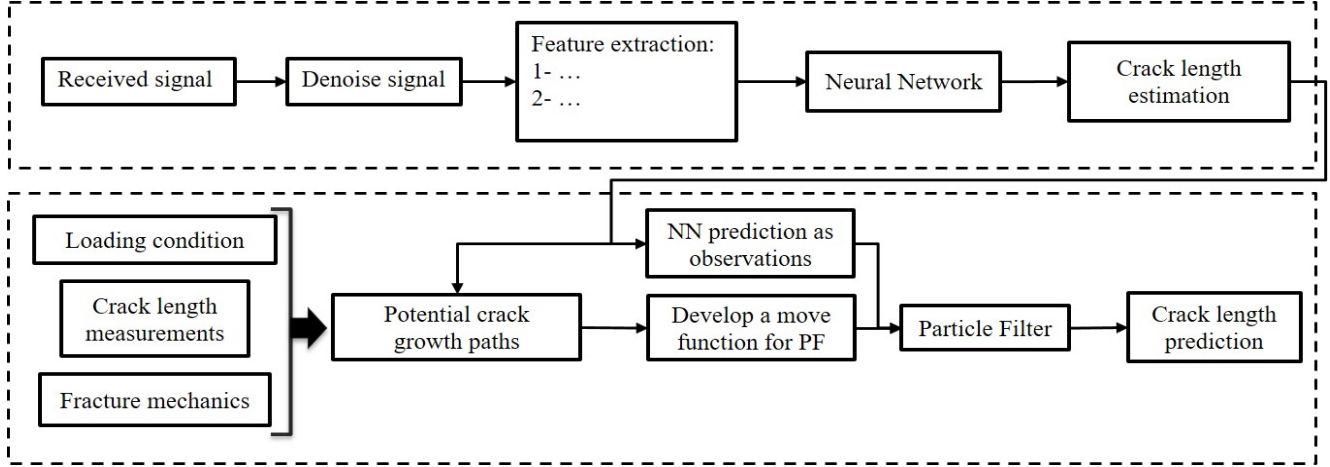 Received signal
Denoise signal
Feature extraction:
1- …
2- …
Neural Network
Crack length
estimation
Loading condition
Crack length
measurements
Fracture mechanics
Potential crack
growth paths
NN prediction as
observations
Develop a move
function for PF
Particle Filter
Crack length
prediction